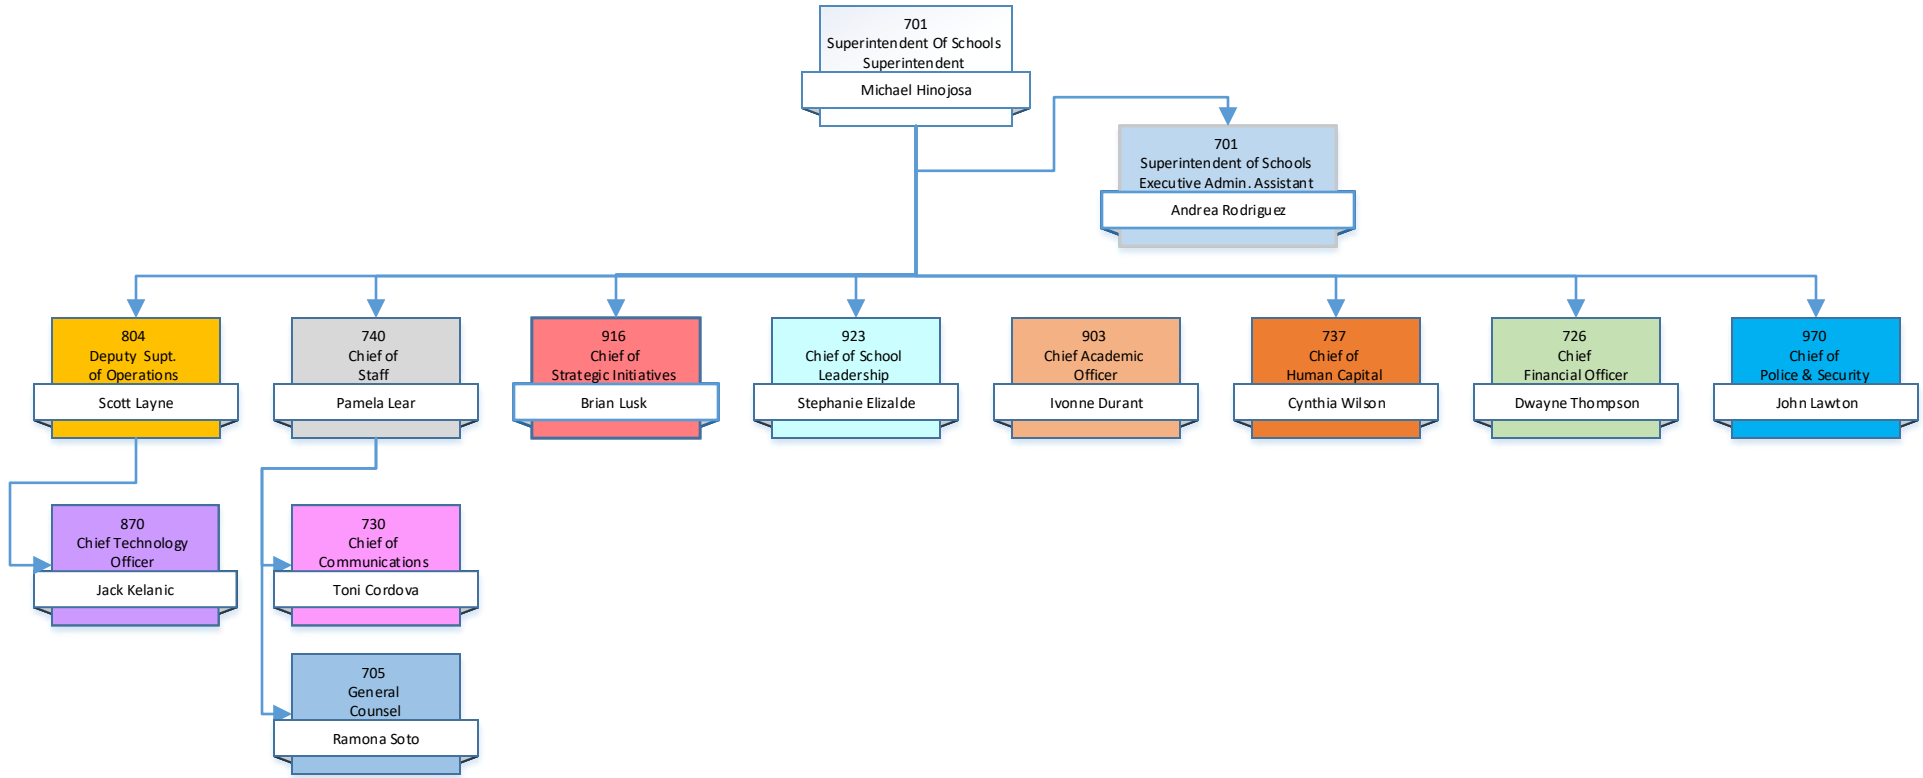 701
Superintendent Of Schools
Superintendent
Michael Hinojosa
701
Superintendent of Schools
Executive Admin. Assistant
Andrea Rodriguez
804
Deputy Supt.
of Operations
Scott Layne
740
Chief of
Staff
Pamela Lear
916
Chief of
Strategic Initiatives
Brian Lusk
923
Chief of School
Leadership
Stephanie Elizalde
903
Chief Academic
Officer
Ivonne Durant
737
Chief of
Human Capital
Cynthia Wilson
726
Chief
Financial Officer
Dwayne Thompson
970
Chief of
Police & Security
John Lawton
870
Chief Technology
Officer
Jack Kelanic
730
Chief of
Communications
Toni Cordova
705
General
Counsel
Ramona Soto